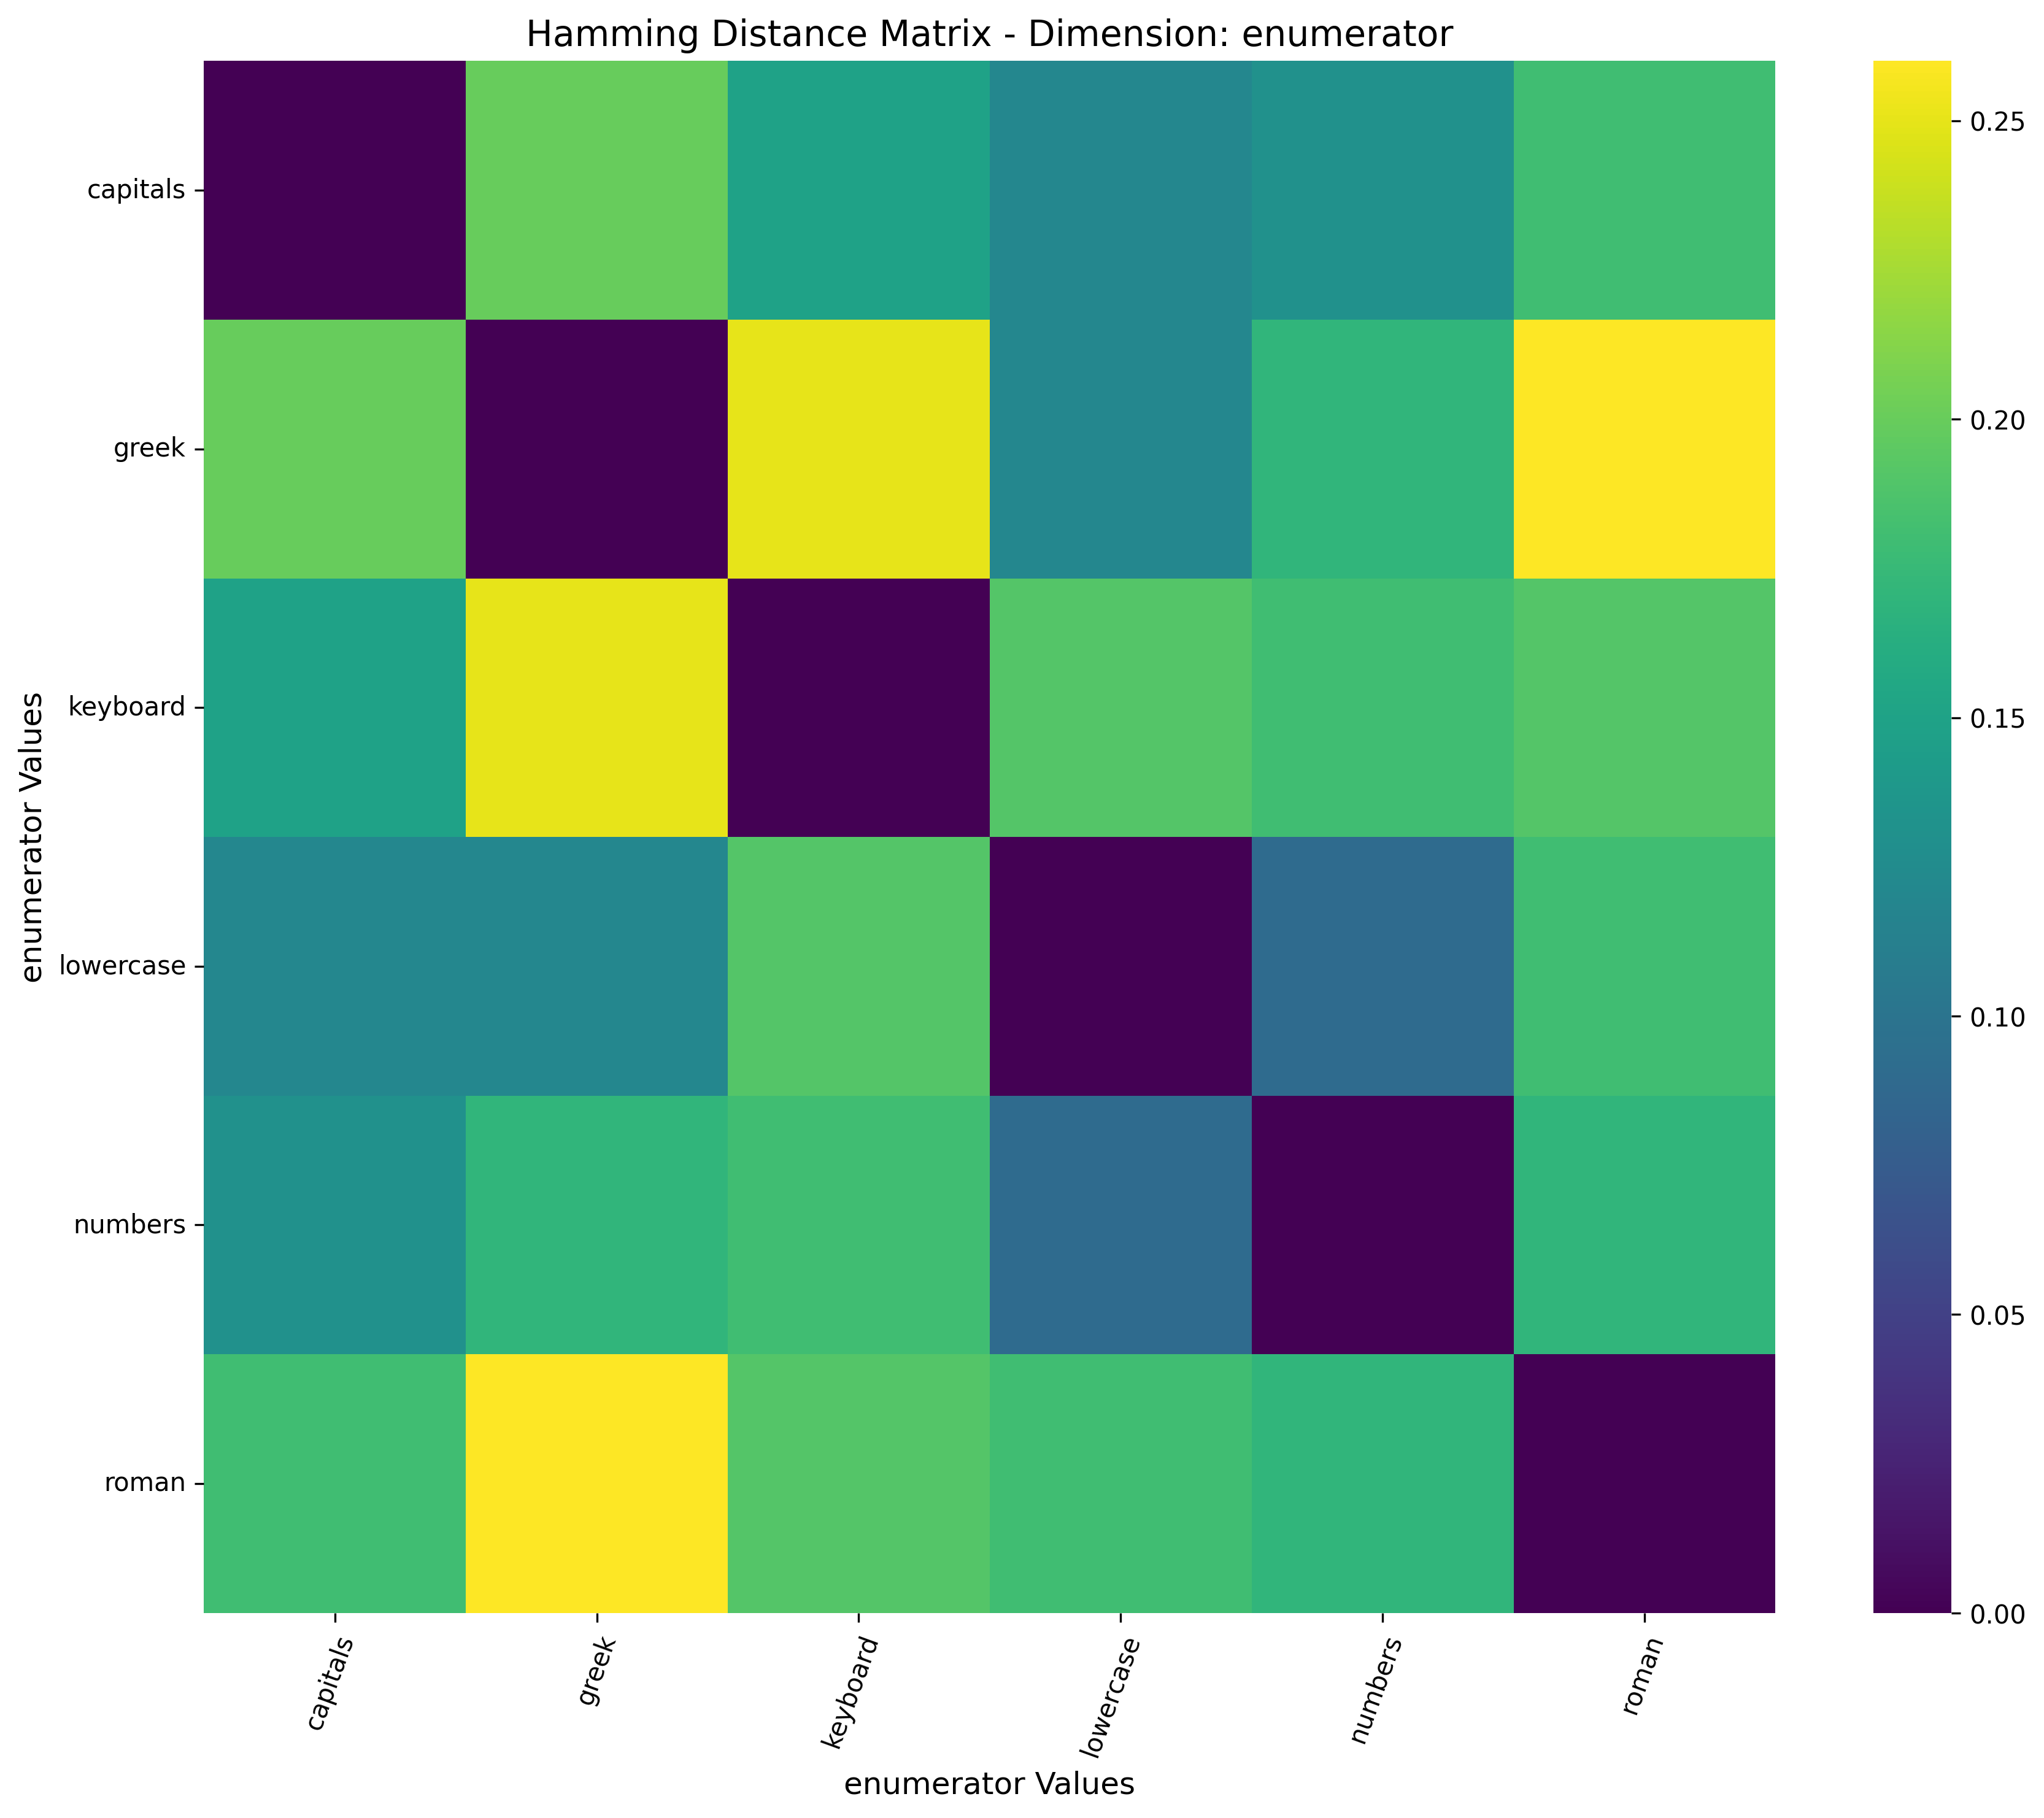 Hamming Distance Matrix - Dimension: enumerator
enumerator Values
capitals
greek
keyboard
lowercase
numbers
roman
capitals
greek
keyboard
lowercase
numbers
roman
enumerator Values
0.25
0.20
0.15
0.10
0.05
0.00